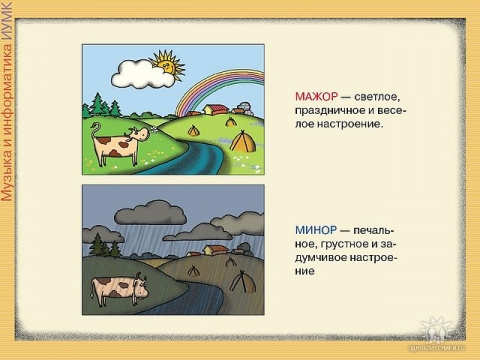 Музыка и информатика ИУМК
МАЖОР — светлое,
праздничное и весе-
лое настроение.
МИНОР — печаль-
ное, грустное и за-
думчивое настрое-
ние